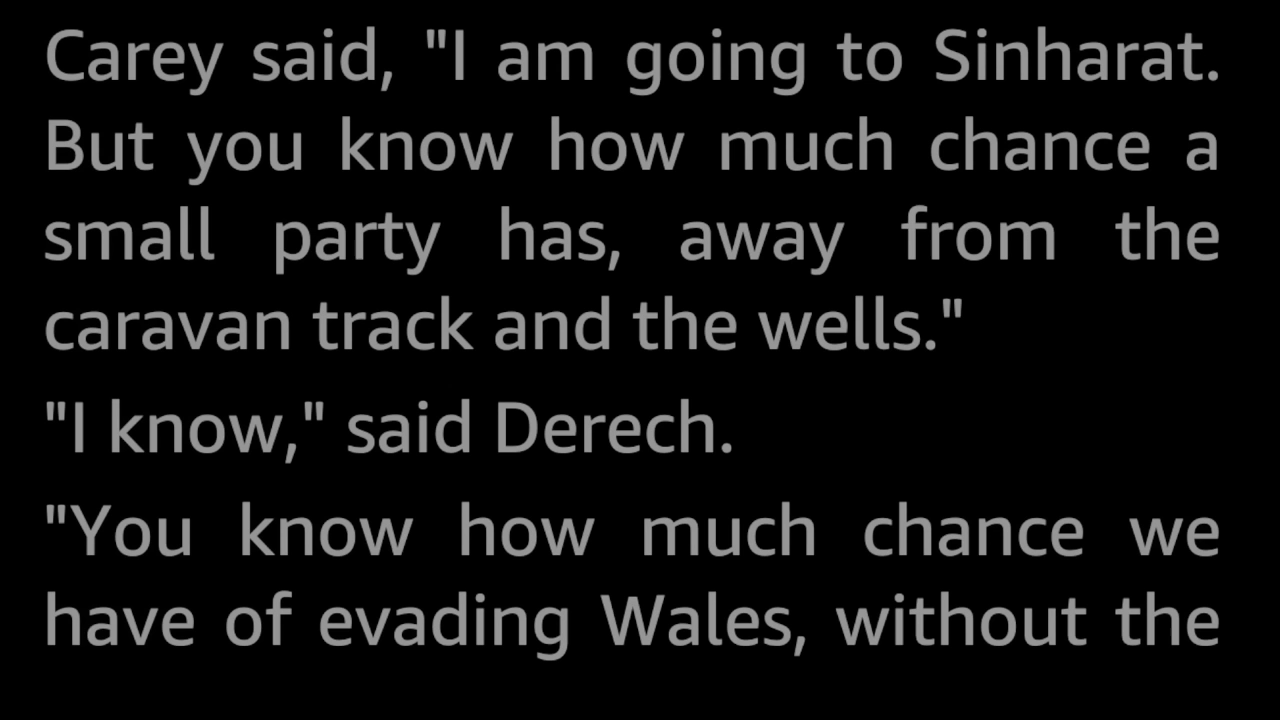 Carey said, "I am going to Sinharat.
But you know how much chance a
small party has, away from the
caravan track and the wells."
"I know," said Derech.
"You know how much chance we
have of evading Wales, without the